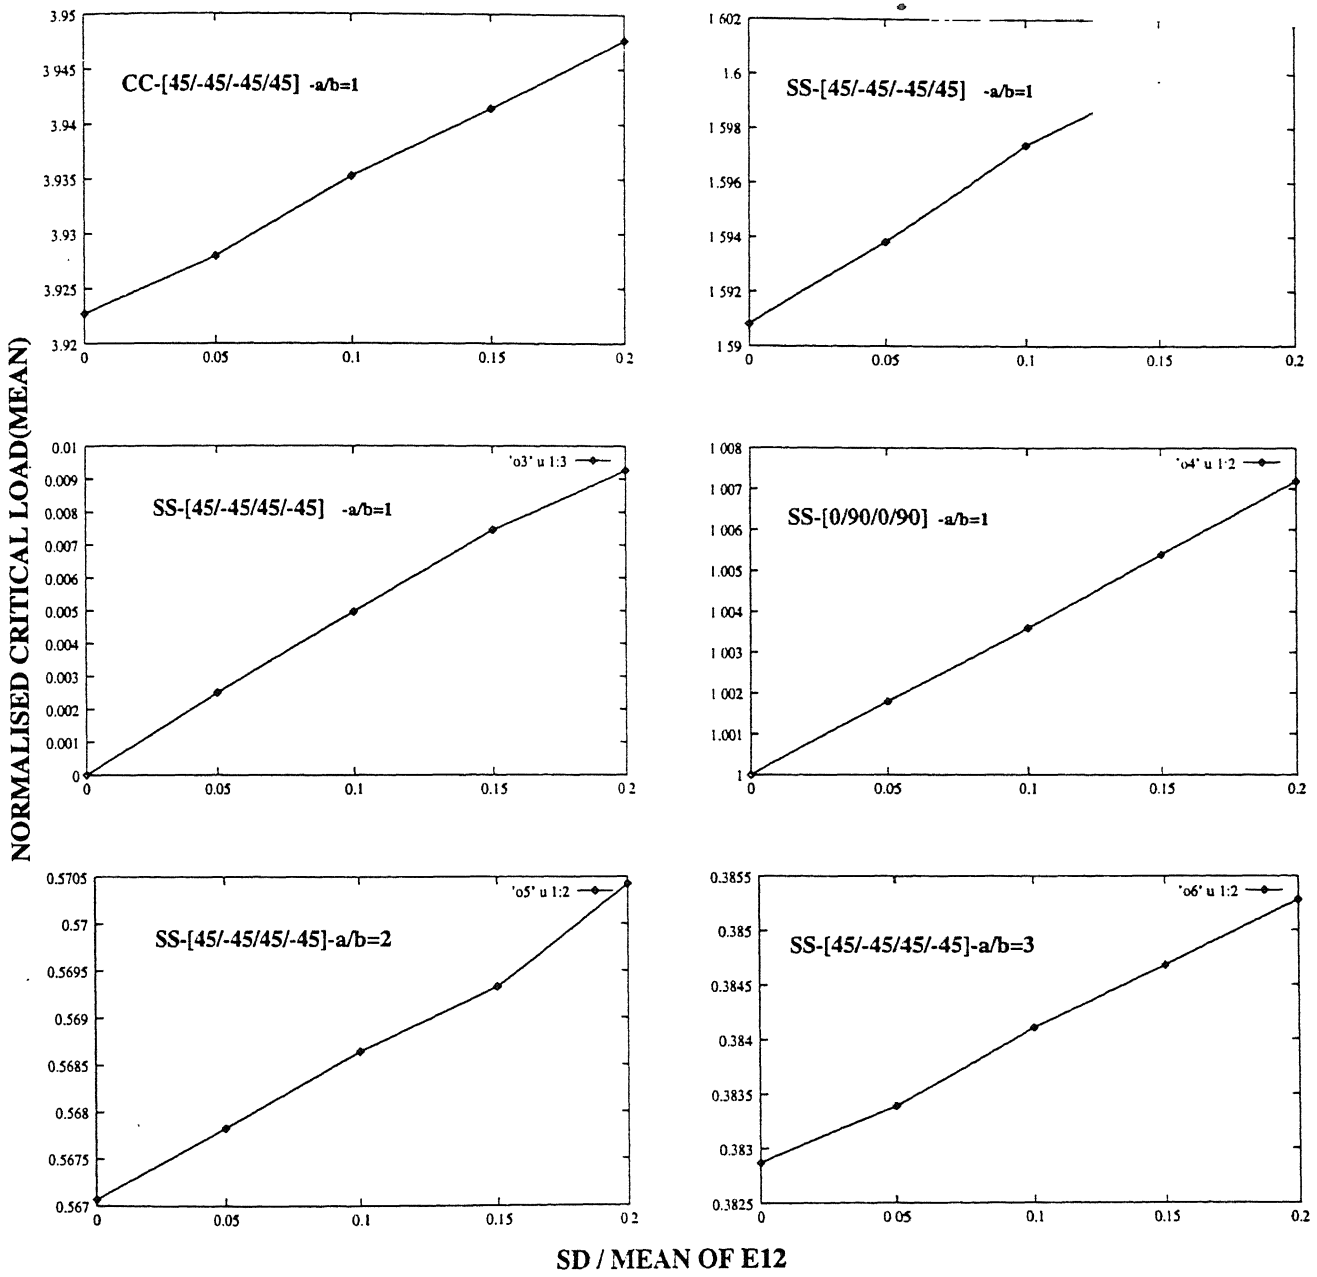 NORMALISED CRITICAL LOAD(MEAN)
3.95
3.945
3.94
3.935
3.93
3.925
3.92
CC-[45/-45/-45/45] -a/b=1
0 0.05 0.1 0.15 0.2
1 602
1.6
1 598
1 596
1 594
1 592
1 59
SS-[45/-45/-45/45] -a/b=1
0 0.05 0.1 0.15 0.2
0.01
0.009
0.008
0.007
0.006
0.005
0.004
0.003
0.002
0.001
0
'o3' u 1:3
SS-[45/-45/45/-45] -a/b=1
0 0.05 0.1 0.15 0 2
1 008
1 007
1 006
1 005
1 004
1 003
1 002
1 001
1
'o4' u 1:2
SS-[0/90/0/90] -a/b=1
0 0.05 0.1 0.15 0.2
0.5705
0.57
0.5695
0.569
0.5685
0.568
0.5675
0.567
'o5' u 1:2
SS-[45/-45/45/-45]-a/b=2
0 0.05 0.1 0.15 0.2
0.3855
0.385
0.3845
0.384
0.3835
0.383
0.3825
'o6' u 1:2
SS-[45/-45/45/-45]-a/b=3
0 0.05 0.1 0.15 0.2
SD / MEAN OF E12